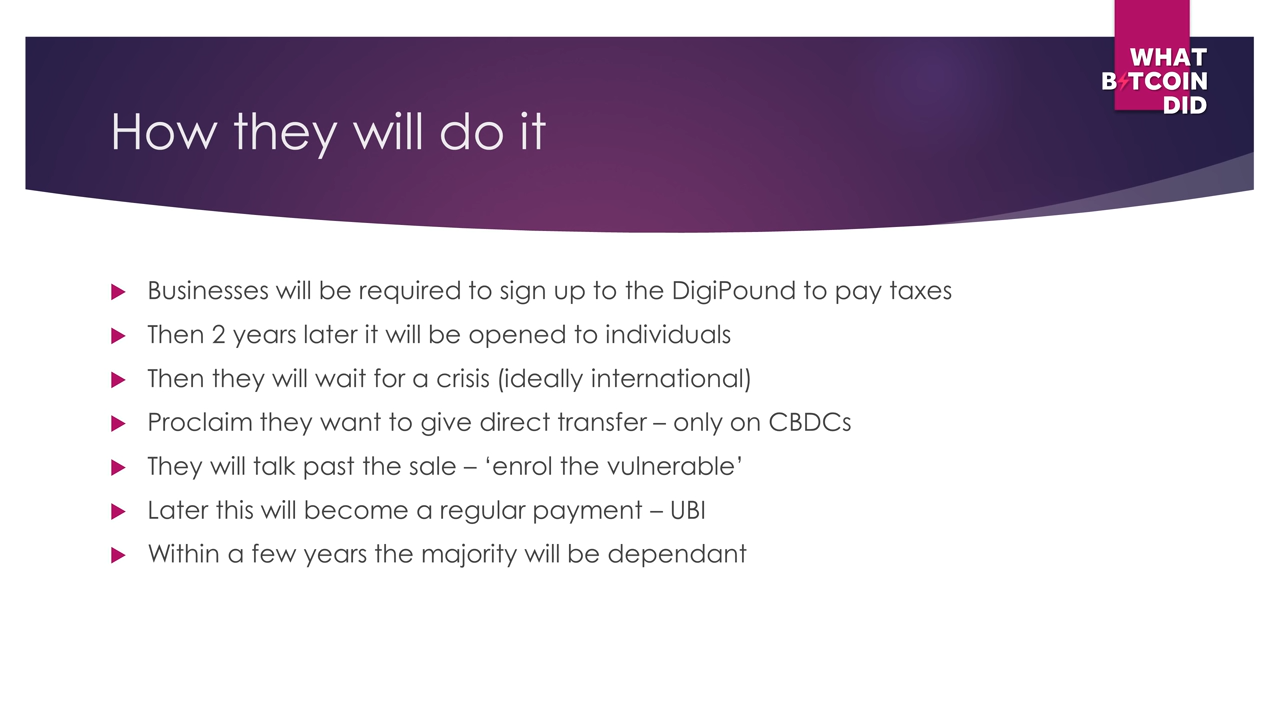 WHAT
B⚡TCOIN
DID
How they will do it
Businesses will be required to sign up to the DigiPound to pay taxes
Then 2 years later it will be opened to individuals
Then they will wait for a crisis (ideally international)
Proclaim they want to give direct transfer – only on CBDCs
They will talk past the sale – ‘enrol the vulnerable’
Later this will become a regular payment – UBI
Within a few years the majority will be dependant